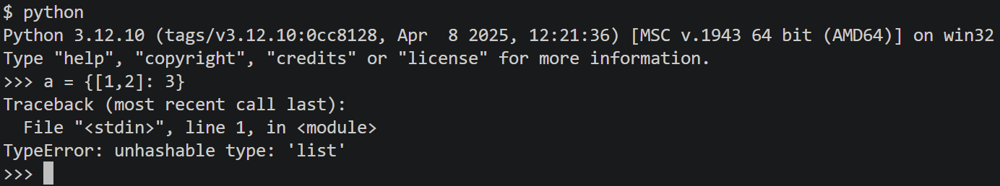 $ python
Python 3.12.10 (tags/v3.12.10:0cc8128, Apr  8 2025, 12:21:36) [MSC v.1943 64 bit (AMD64)] on win32
Type "help", "copyright", "credits" or "license" for more information.
>>> a = {[1,2]: 3}
Traceback (most recent call last):
  File "<stdin>", line 1, in <module>
TypeError: unhashable type: 'list'
>>>